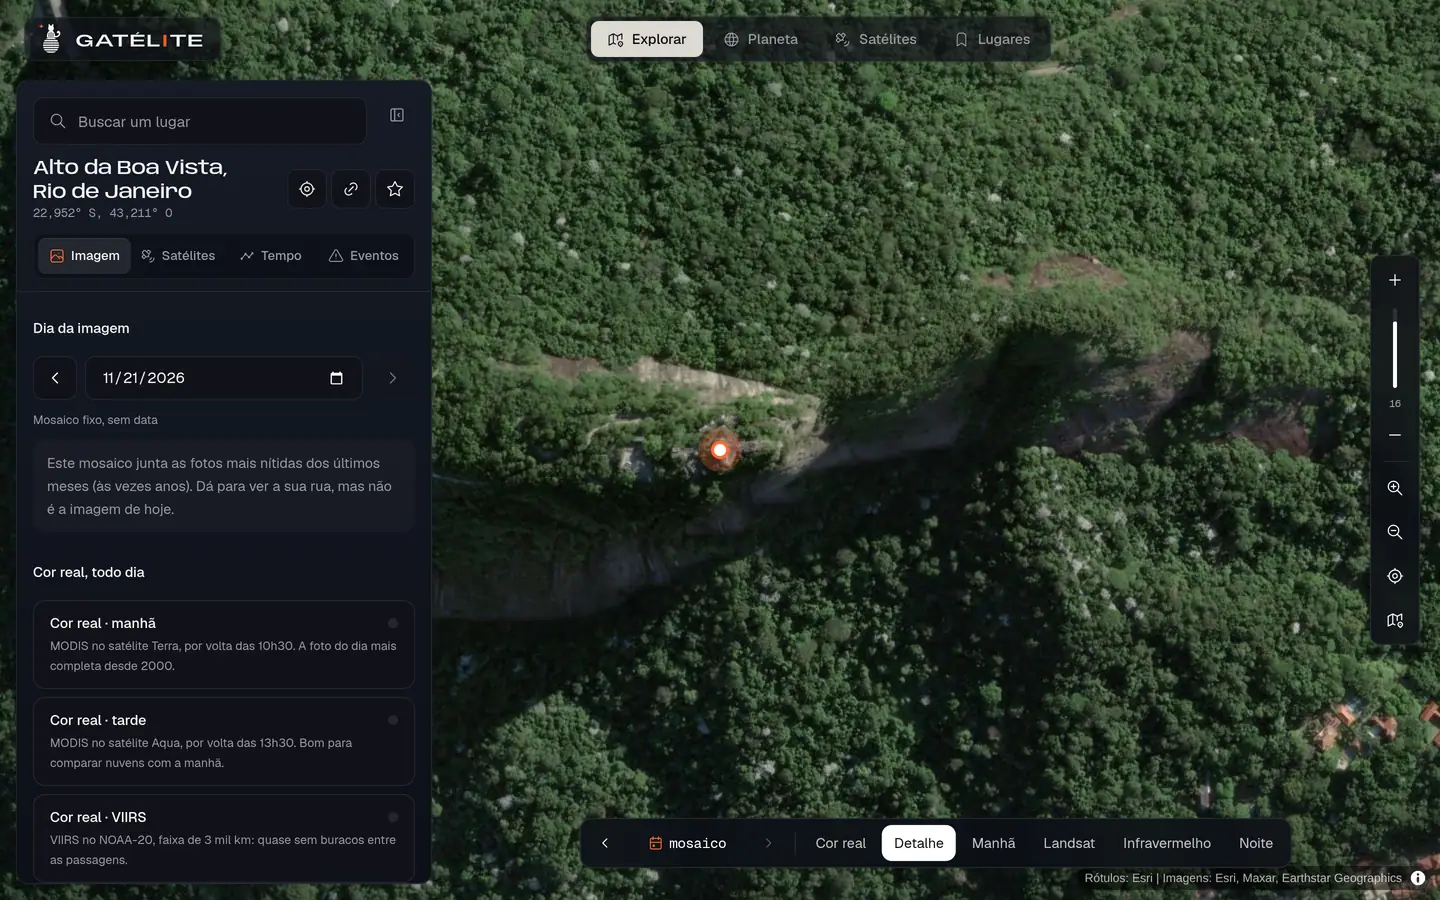 GATÉLITE
Explorar
Planeta
Satélites
Lugares
Buscar um lugar
Alto da Boa Vista,
Rio de Janeiro
22,952° S, 43,211° O
Imagem
Satélites
Tempo
Eventos
Dia da imagem
11/21/2026
Mosaico fixo, sem data
Este mosaico junta as fotos mais nítidas dos últimos
meses (às vezes anos). Dá para ver a sua rua, mas não
é a imagem de hoje.
Cor real, todo dia
Cor real · manhã
MODIS no satélite Terra, por volta das 10h30. A foto do dia mais
completa desde 2000.
Cor real · tarde
MODIS no satélite Aqua, por volta das 13h30. Bom para
comparar nuvens com a manhã.
Cor real · VIIRS
VIIRS no NOAA-20, faixa de 3 mil km: quase sem buracos entre
as passagens.
16
mosaico
Cor real
Detalhe
Manhã
Landsat
Infravermelho
Noite
Rótulos: Esri | Imagens: Esri, Maxar, Earthstar Geographics